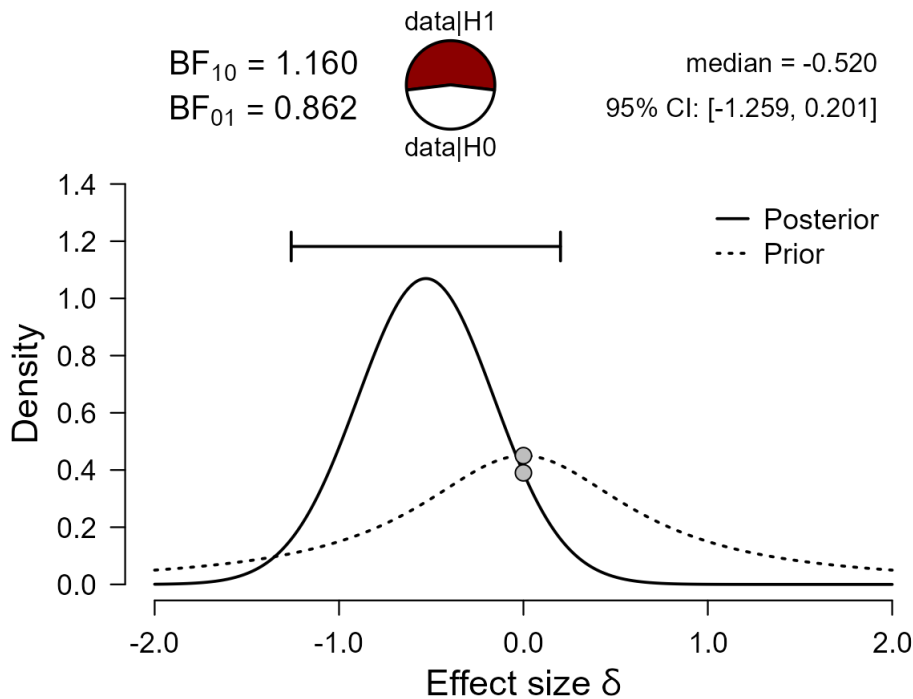 data|H1
BF10 = 1.160
BF01 = 0.862
median = -0.520
95% CI: [-1.259, 0.201]
data|H0
Posterior
Prior
Density
1.4
1.2
1.0
0.8
0.6
0.4
0.2
0.0
-2.0 -1.0 0.0 1.0 2.0
Effect size δ